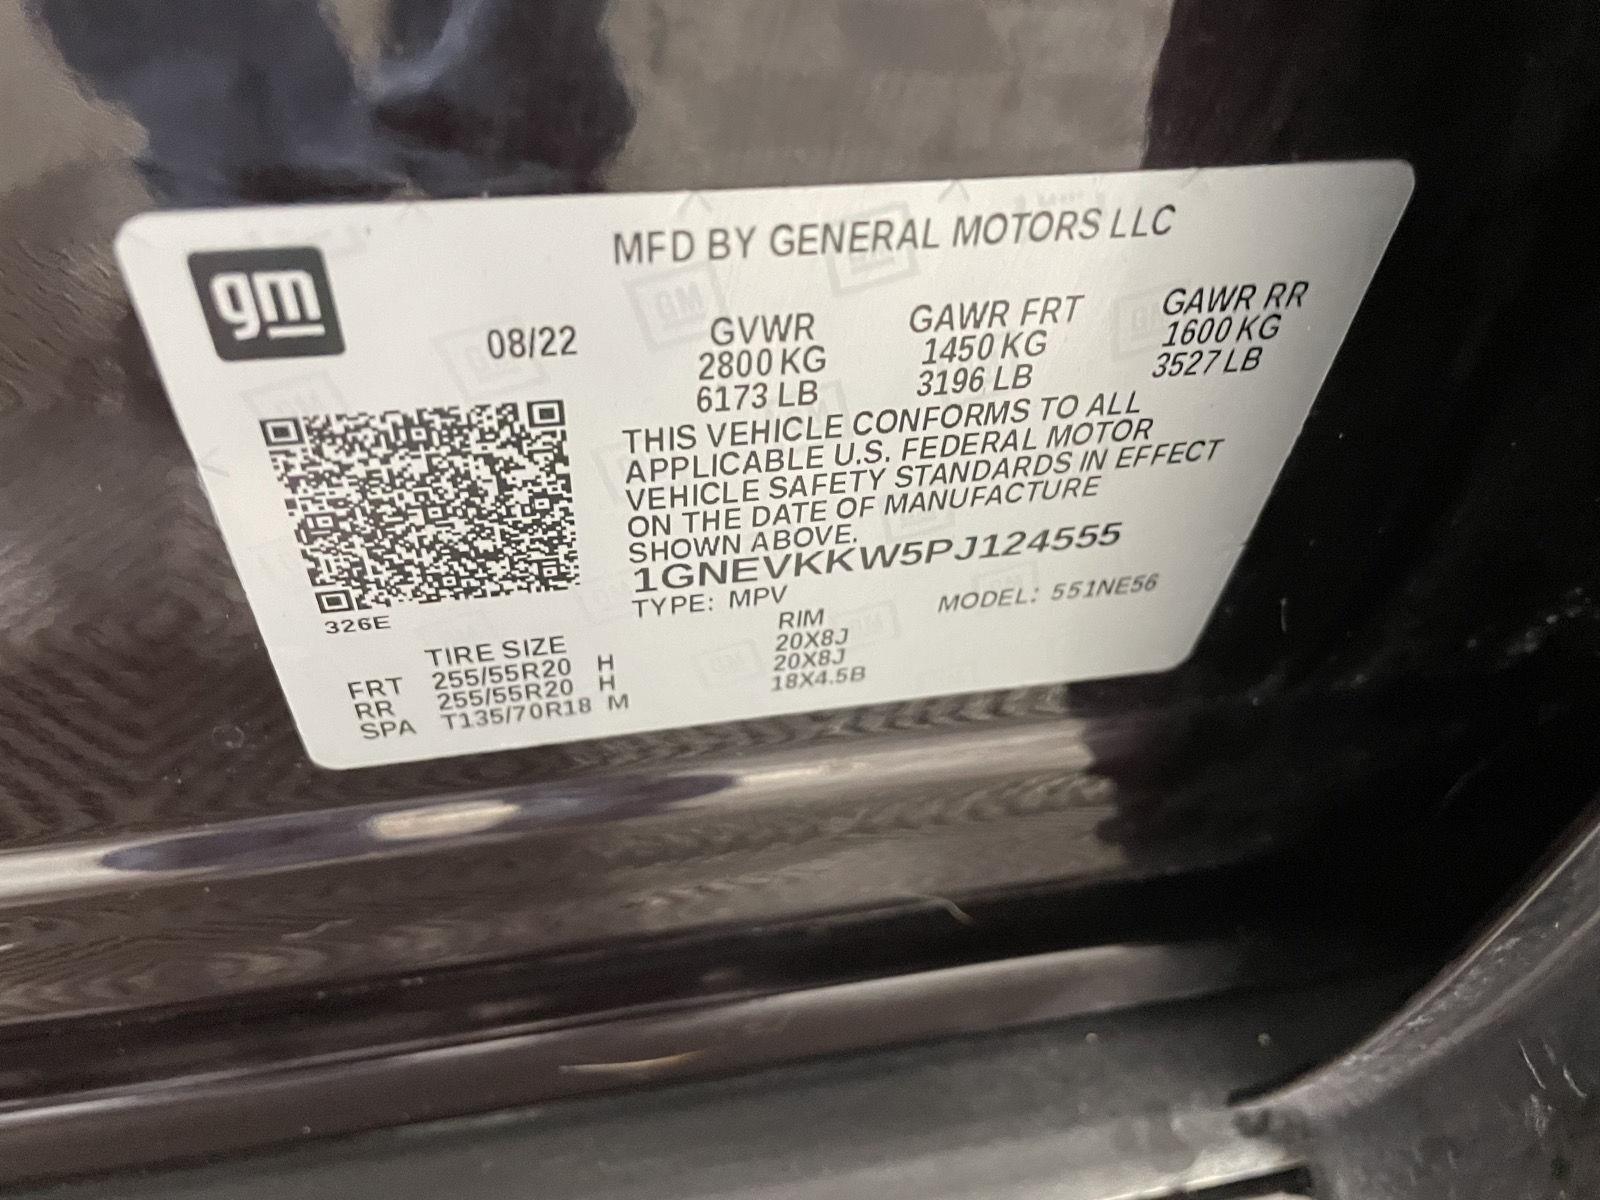 gm
MFD BY GENERAL MOTORS LLC
08/22
GVWR
2800 KG
6173 LB
GAWR FRT
1450 KG
3196 LB
GAWR RR
1600 KG
3527 LB
THIS VEHICLE CONFORMS TO ALL
APPLICABLE U.S. FEDERAL MOTOR
VEHICLE SAFETY STANDARDS IN EFFECT
ON THE DATE OF MANUFACTURE
SHOWN ABOVE.
1GNEVKKW5PJ124555
TYPE: MPV MODEL: 551NE56
326E
TIRE SIZE RIM
FRT 255/55R20 H 20X8J
RR 255/55R20 H 20X8J
SPA T135/70R18 M 18X4.5B